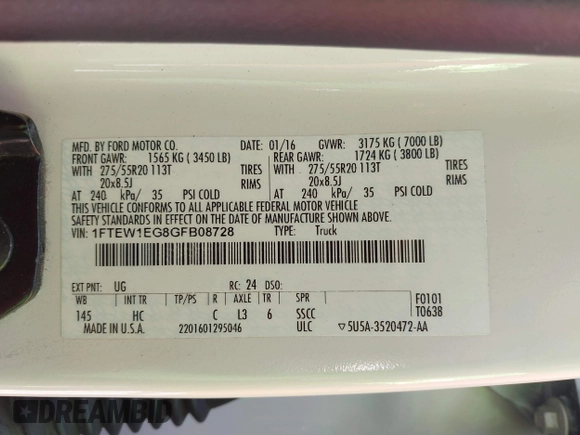 MFD. BY FORD MOTOR CO. DATE: 01/16 GVWR: 3175 KG ( 7000 LB)
FRONT GAWR: 1565 KG ( 3450 LB) REAR GAWR: 1724 KG ( 3800 LB)
WITH 275/55R20 113T TIRES WITH 275/55R20 113T TIRES
20x8.5J RIMS 20x8.5J RIMS
AT 240 kPa/ 35 PSI COLD AT 240 kPa/ 35 PSI COLD
THIS VEHICLE CONFORMS TO ALL APPLICABLE FEDERAL MOTOR VEHICLE
SAFETY STANDARDS IN EFFECT ON THE DATE OF MANUFACTURE SHOWN ABOVE.
VIN: 1FTEW1EG8GFB08728 TYPE: Truck
EXT PNT: UG RC: 24 DSO:
WB INT TR TP/PS R AXLE TR SPR F0101
145 HC C L3 6 SSCC T0638
MADE IN U.S.A. 2201601295046 ULC ▽5U5A-3520472-AA
DREAMBID